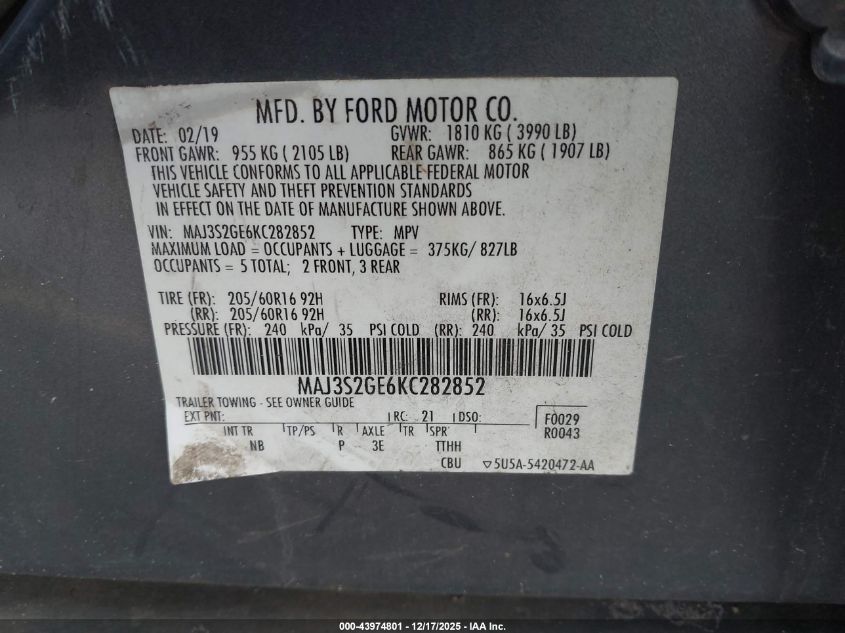 MFD. BY FORD MOTOR CO.
DATE: 02/19 GVWR: 1810 KG ( 3990 LB)
FRONT GAWR: 955 KG ( 2105 LB) REAR GAWR: 865 KG ( 1907 LB)
THIS VEHICLE CONFORMS TO ALL APPLICABLE FEDERAL MOTOR
VEHICLE SAFETY AND THEFT PREVENTION STANDARDS
IN EFFECT ON THE DATE OF MANUFACTURE SHOWN ABOVE.
VIN: MAJ3S2GE6KC282852 TYPE: MPV
MAXIMUM LOAD = OCCUPANTS + LUGGAGE = 375KG/ 827LB
OCCUPANTS = 5 TOTAL; 2 FRONT, 3 REAR
TIRE (FR): 205/60R16 92H RIMS (FR): 16x6.5J
(RR): 205/60R16 92H (RR): 16x6.5J
PRESSURE (FR): 240 kPa/ 35 PSI COLD (RR): 240 kPa/ 35 PSI COLD
MAJ3S2GE6KC282852
TRAILER TOWING - SEE OWNER GUIDE
EXT PNT: RC: 21 DSO: F0029
INT TR TP/PS R AXLE TR SPR R0043
NB P 3E TTHH
CBU ▽5U5A-5420472-AA
000-43974801 - 12/17/2025 - IAA Inc.